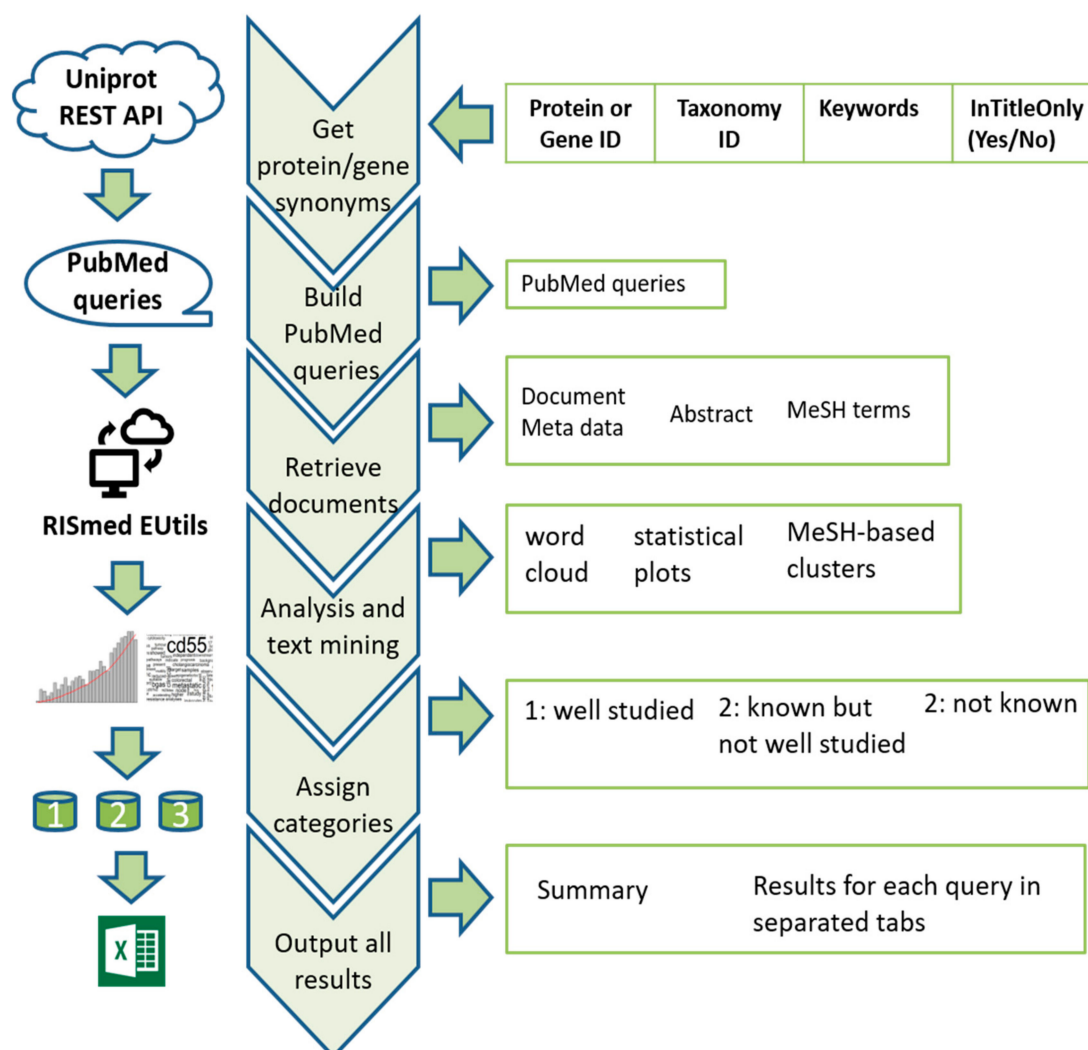 Uniprot
REST API
PubMed
queries
RISmed EUtils
cd55
1 2 3
X
Get
protein/gene
synonyms
Build
PubMed
queries
Retrieve
documents
Analysis and
text mining
Assign
categories
Output all
results
Protein or
Gene ID
Taxonomy
ID
Keywords
InTitleOnly
(Yes/No)
PubMed queries
Document
Meta data
Abstract
MeSH terms
word
cloud
statistical
plots
MeSH-based
clusters
1: well studied
2: known but
not well studied
2: not known
Summary
Results for each query in
separated tabs